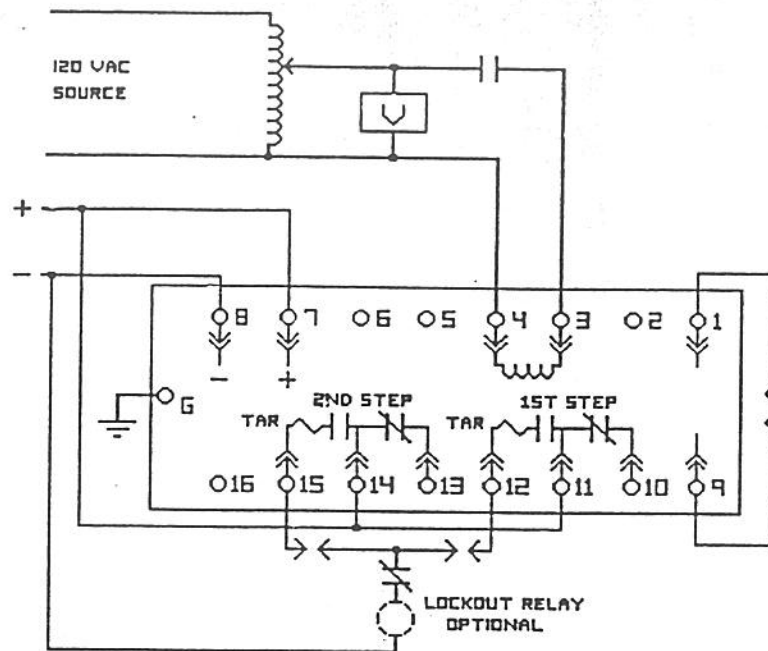 120 VAC
SOURCE
V
+
-
8 7 6 5 4 3 2 1
- +
G
2ND STEP
1ST STEP
TAR
TAR
16 15 14 13 12 11 10 9
LOCKOUT RELAY
OPTIONAL